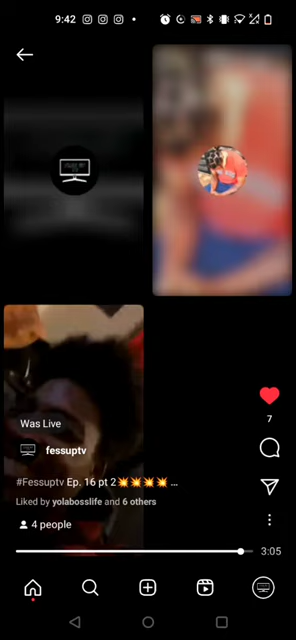 9:42
Was Live
fessuptv
#Fessuptv Ep. 16 pt 2💥💥💥💥 ...
Liked by yolabosslife and 6 others
4 people
7
3:05